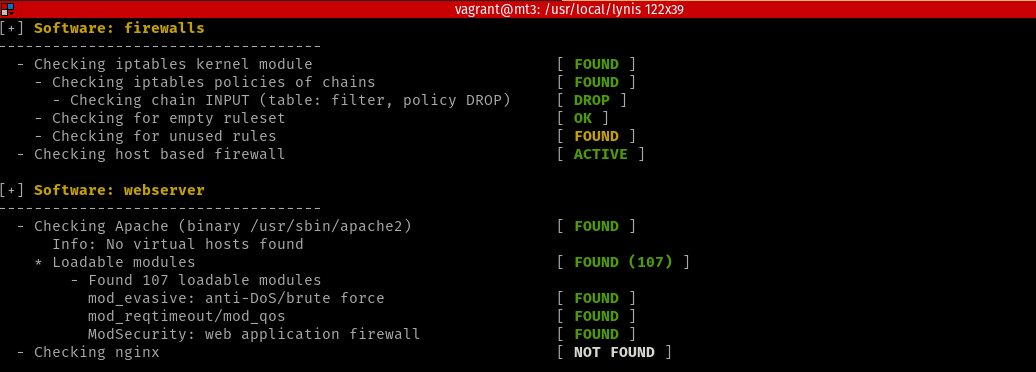 vagrant@mt3: /usr/local/lynis 122x39
[+] Software: firewalls
------------------------------------
  - Checking iptables kernel module                           [ FOUND ]
    - Checking iptables policies of chains                    [ FOUND ]
      - Checking chain INPUT (table: filter, policy DROP)     [ DROP ]
    - Checking for empty ruleset                              [ OK ]
    - Checking for unused rules                               [ FOUND ]
  - Checking host based firewall                              [ ACTIVE ]
[+] Software: webserver
------------------------------------
  - Checking Apache (binary /usr/sbin/apache2)                [ FOUND ]
      Info: No virtual hosts found
    * Loadable modules                                        [ FOUND (107) ]
        - Found 107 loadable modules
          mod_evasive: anti-DoS/brute force                   [ FOUND ]
          mod_reqtimeout/mod_qos                              [ FOUND ]
          ModSecurity: web application firewall               [ FOUND ]
  - Checking nginx                                            [ NOT FOUND ]